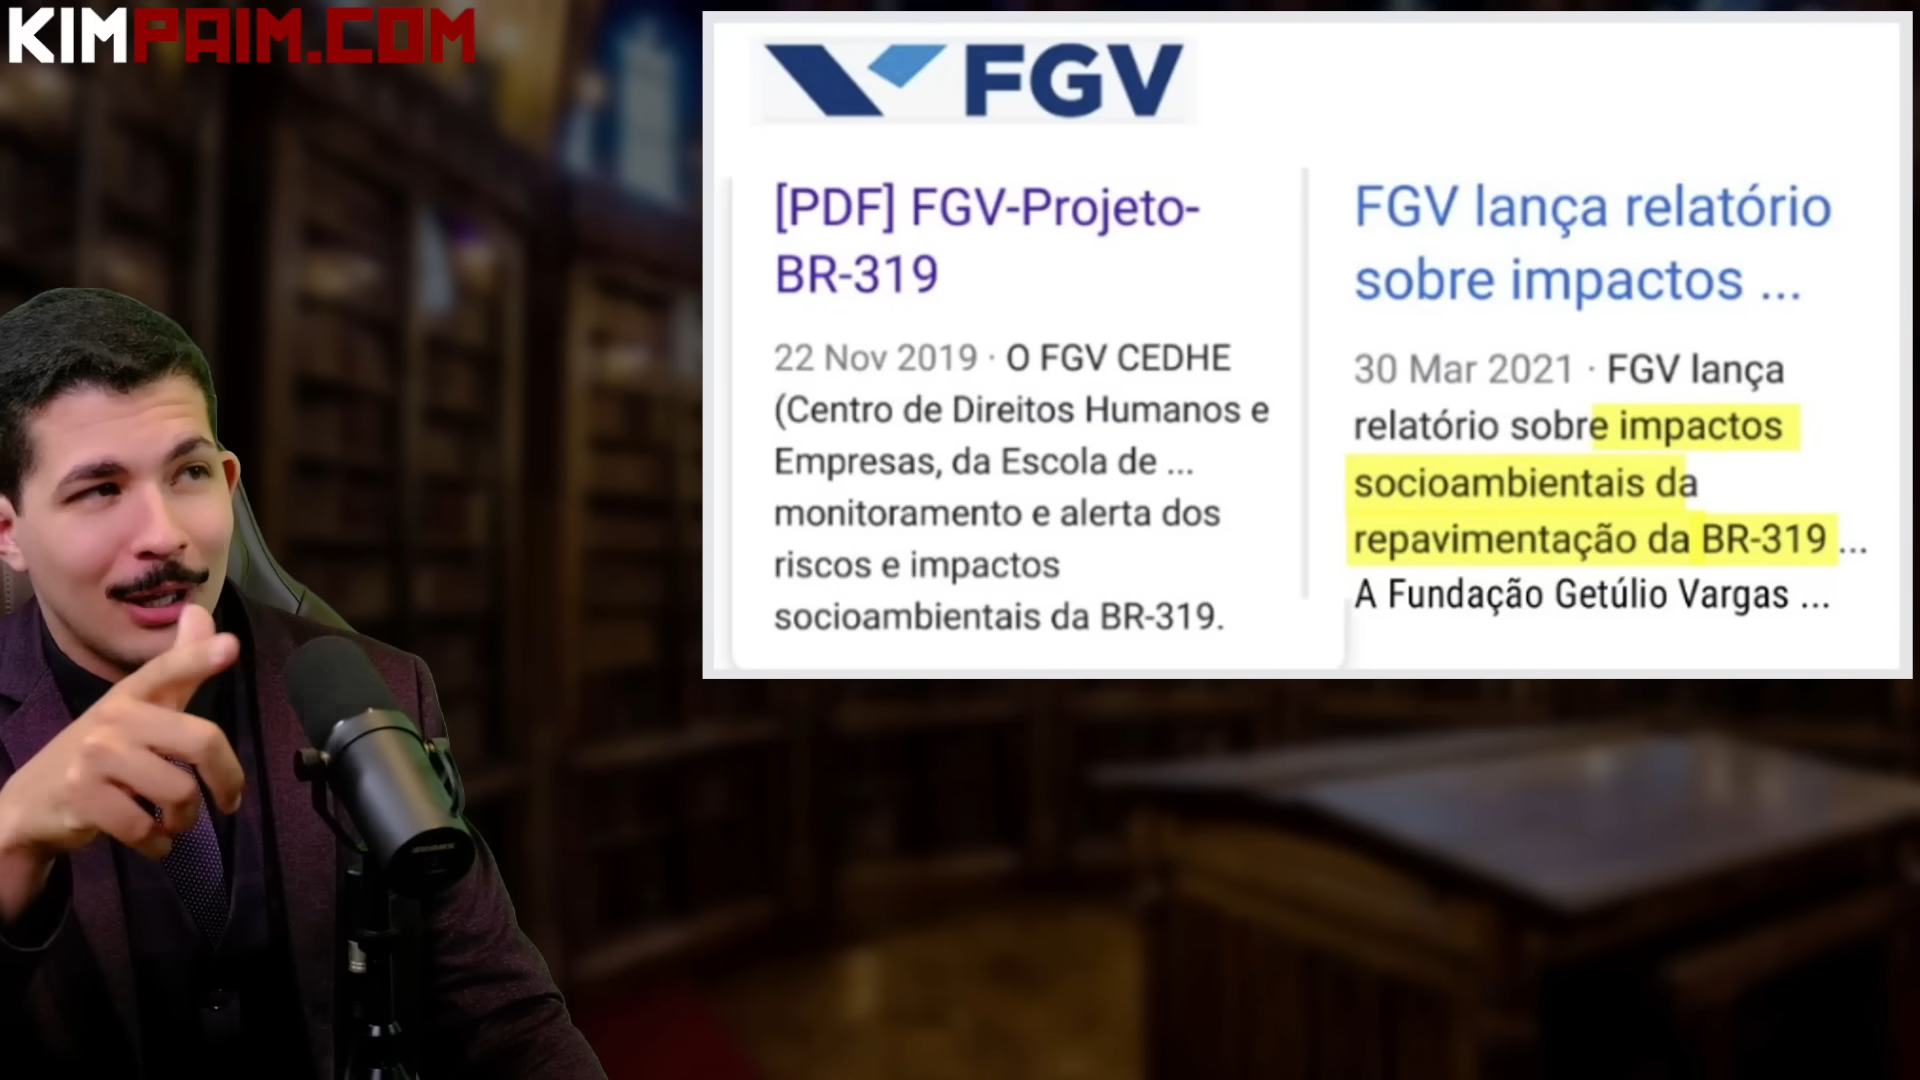 KIMPAIM.COM
FGV
[PDF] FGV-Projeto-
BR-319
22 Nov 2019 · O FGV CEDHE
(Centro de Direitos Humanos e
Empresas, da Escola de ...
monitoramento e alerta dos
riscos e impactos
socioambientais da BR-319.
FGV lança relatório
sobre impactos ...
30 Mar 2021 · FGV lança
relatório sobre impactos
socioambientais da
repavimentação da BR-319 ...
A Fundação Getúlio Vargas ...